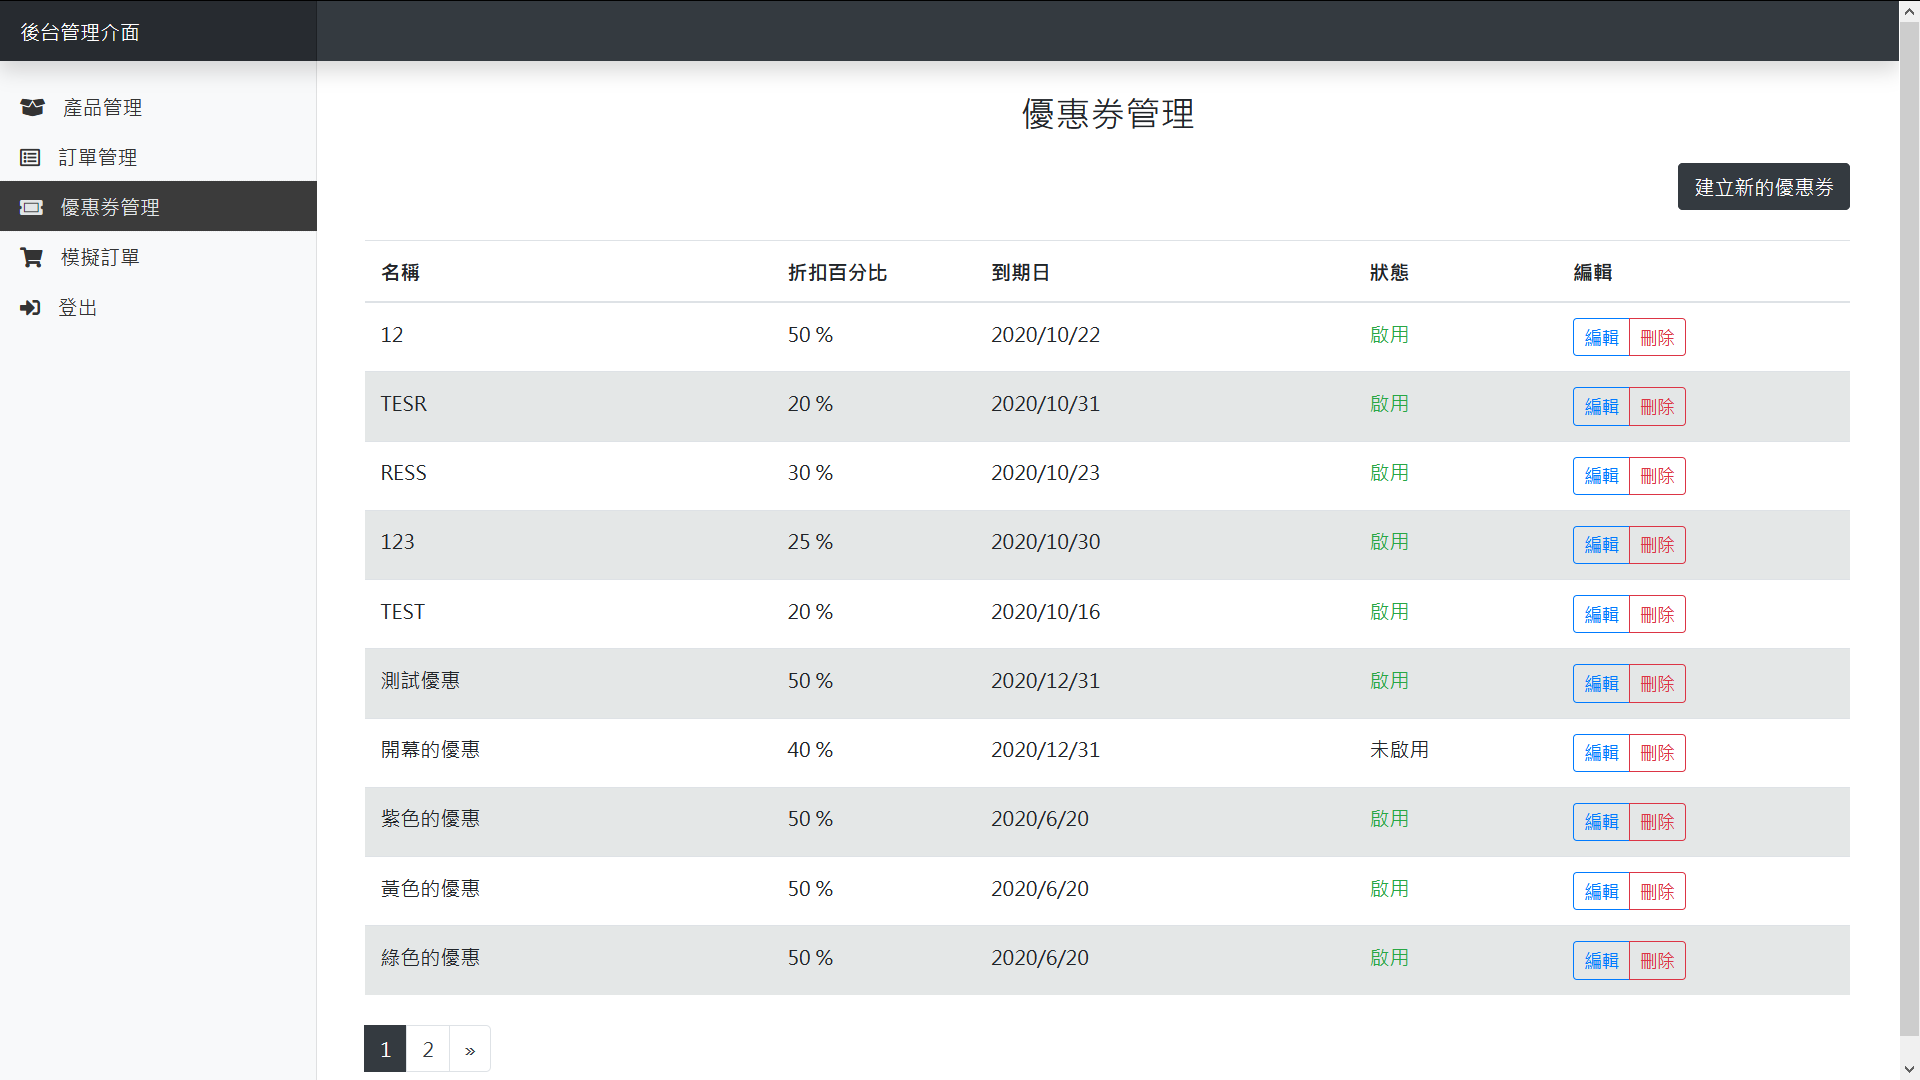 後台管理介面
產品管理
訂單管理
優惠券管理
模擬訂單
登出
優惠券管理
建立新的優惠券
名稱 折扣百分比 到期日 狀態 編輯
12 50 % 2020/10/22 啟用 編輯 刪除
TESR 20 % 2020/10/31 啟用 編輯 刪除
RESS 30 % 2020/10/23 啟用 編輯 刪除
123 25 % 2020/10/30 啟用 編輯 刪除
TEST 20 % 2020/10/16 啟用 編輯 刪除
測試優惠 50 % 2020/12/31 啟用 編輯 刪除
開幕的優惠 40 % 2020/12/31 未啟用 編輯 刪除
紫色的優惠 50 % 2020/6/20 啟用 編輯 刪除
黃色的優惠 50 % 2020/6/20 啟用 編輯 刪除
綠色的優惠 50 % 2020/6/20 啟用 編輯 刪除
1 2 »